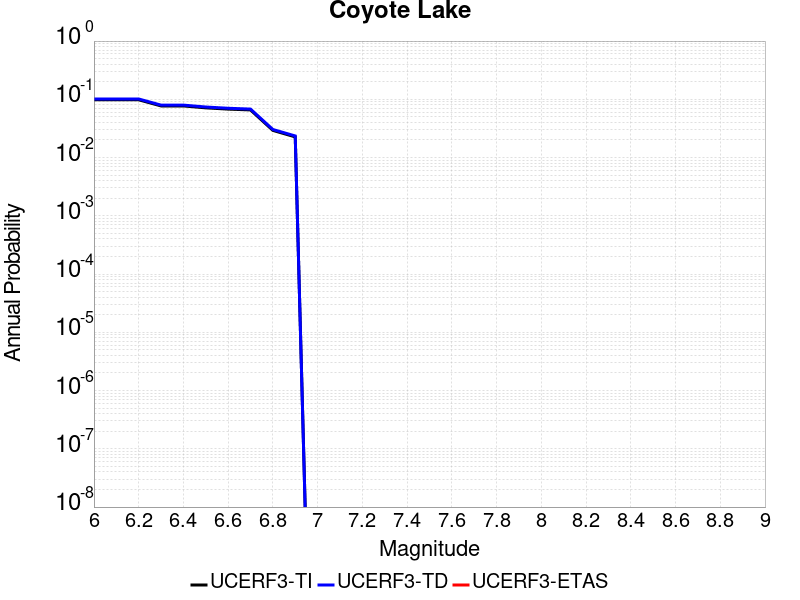 Coyote Lake
10^0
10^-1
10^-2
10^-3
10^-4
10^-5
10^-6
10^-7
10^-8
Annual Probability
6 6.2 6.4 6.6 6.8 7 7.2 7.4 7.6 7.8 8 8.2 8.4 8.6 8.8 9
Magnitude
UCERF3-TI UCERF3-TD UCERF3-ETAS